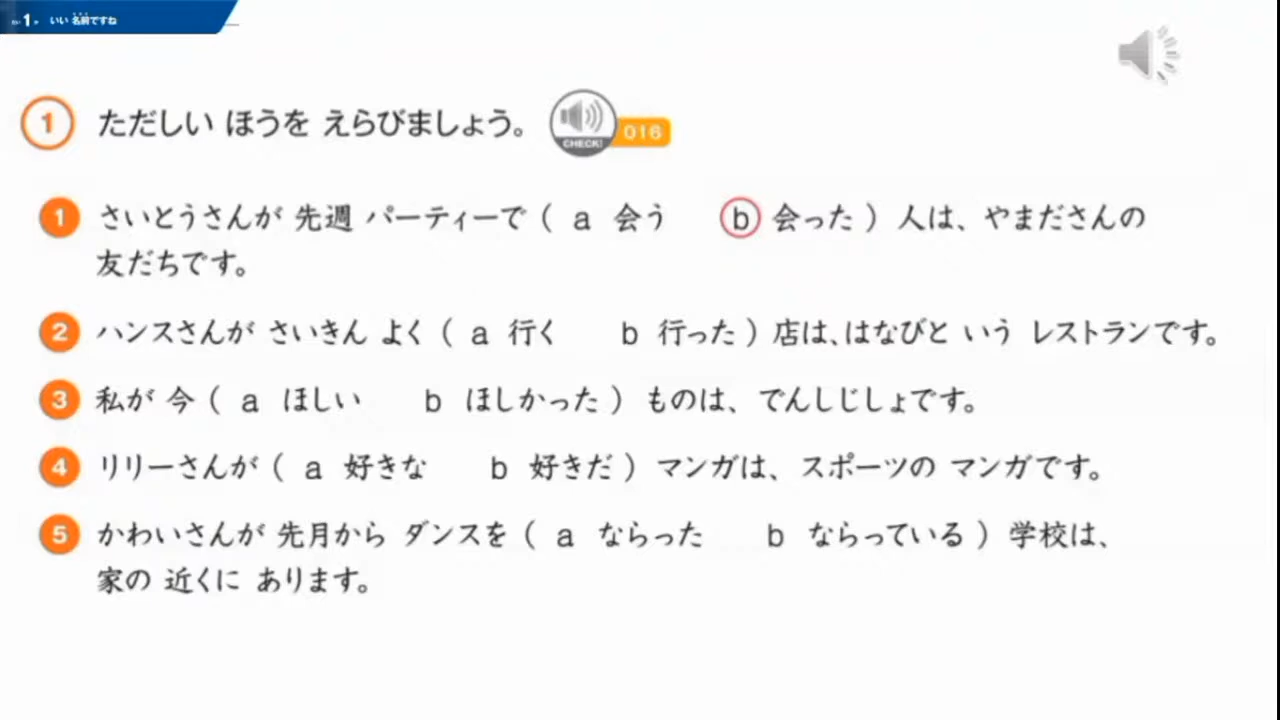 だい1か いい名前ですね
1 ただしい ほうを えらびましょう。 CHECK! 016
1 さいとうさんが 先週 パーティーで ( a 会う b 会った ) 人は、やまださんの
友だちです。
2 ハンスさんが さいきん よく ( a 行く b 行った ) 店は、はなびと いう レストランです。
3 私が 今 ( a ほしい b ほしかった ) ものは、でんしじしょです。
4 リリーさんが ( a 好きな b 好きだ ) マンガは、スポーツの マンガです。
5 かわいさんが 先月から ダンスを ( a ならった b ならっている ) 学校は、
家の 近くに あります。